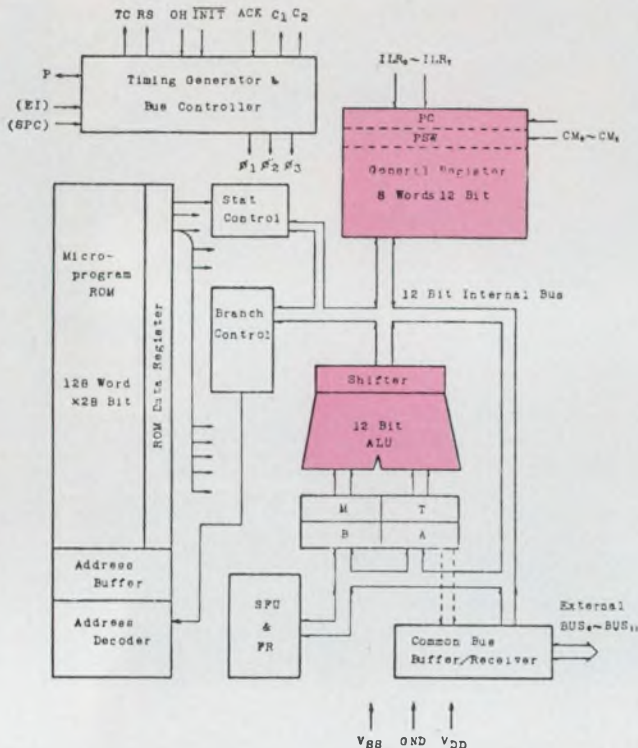 TC RS OH INIT ACK C1 C2
P
(EI)
(SPC)
Timing Generator &
Bus Controller
ø1 ø2 ø3
ILR0~ILR7
PC
PSW
General Register
8 Words 12 Bit
Micro-
program
ROM
128 Word
×28 Bit
ROM Data Register
Stat
Control
Branch
Control
12 Bit Internal Bus
Shifter
12 Bit
ALU
M T
B A
Address
Buffer
Address
Decoder
SFU
&
FR
Common Bus
Buffer/Receiver
External
VBB GND VDD